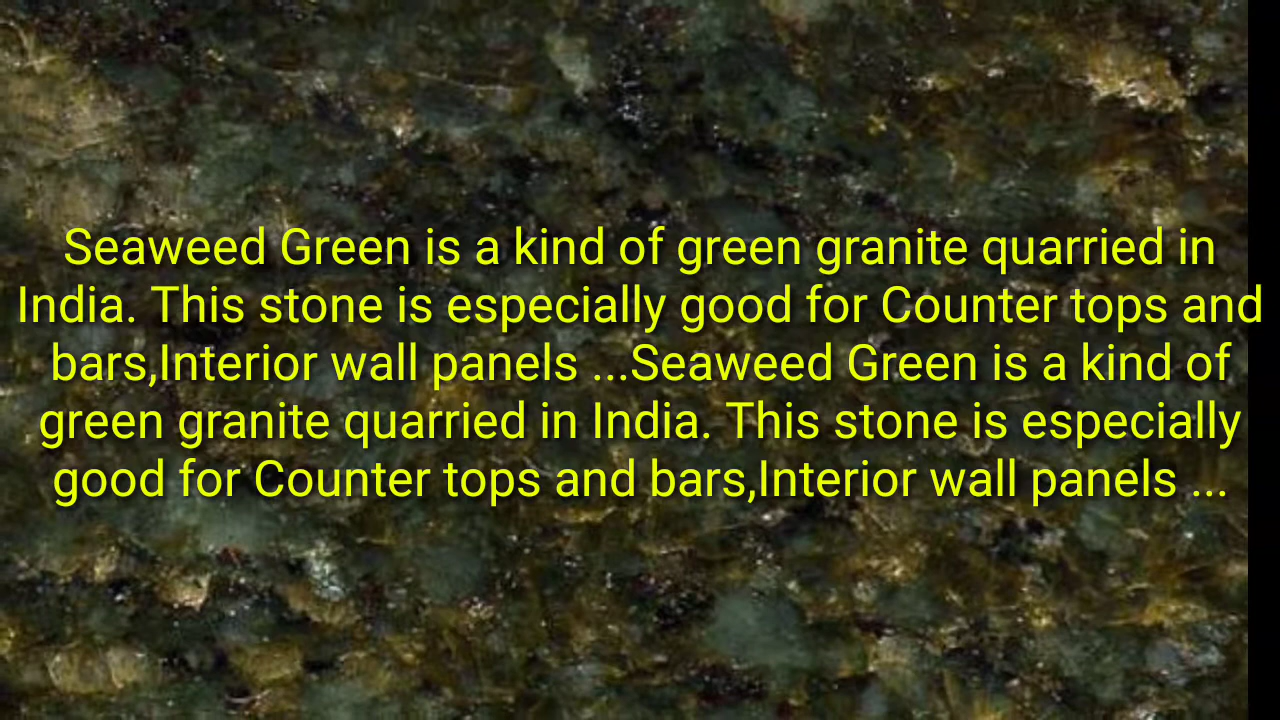 Seaweed Green is a kind of green granite quarried in
India. This stone is especially good for Counter tops and
bars,Interior wall panels ...Seaweed Green is a kind of
green granite quarried in India. This stone is especially
good for Counter tops and bars,Interior wall panels ...